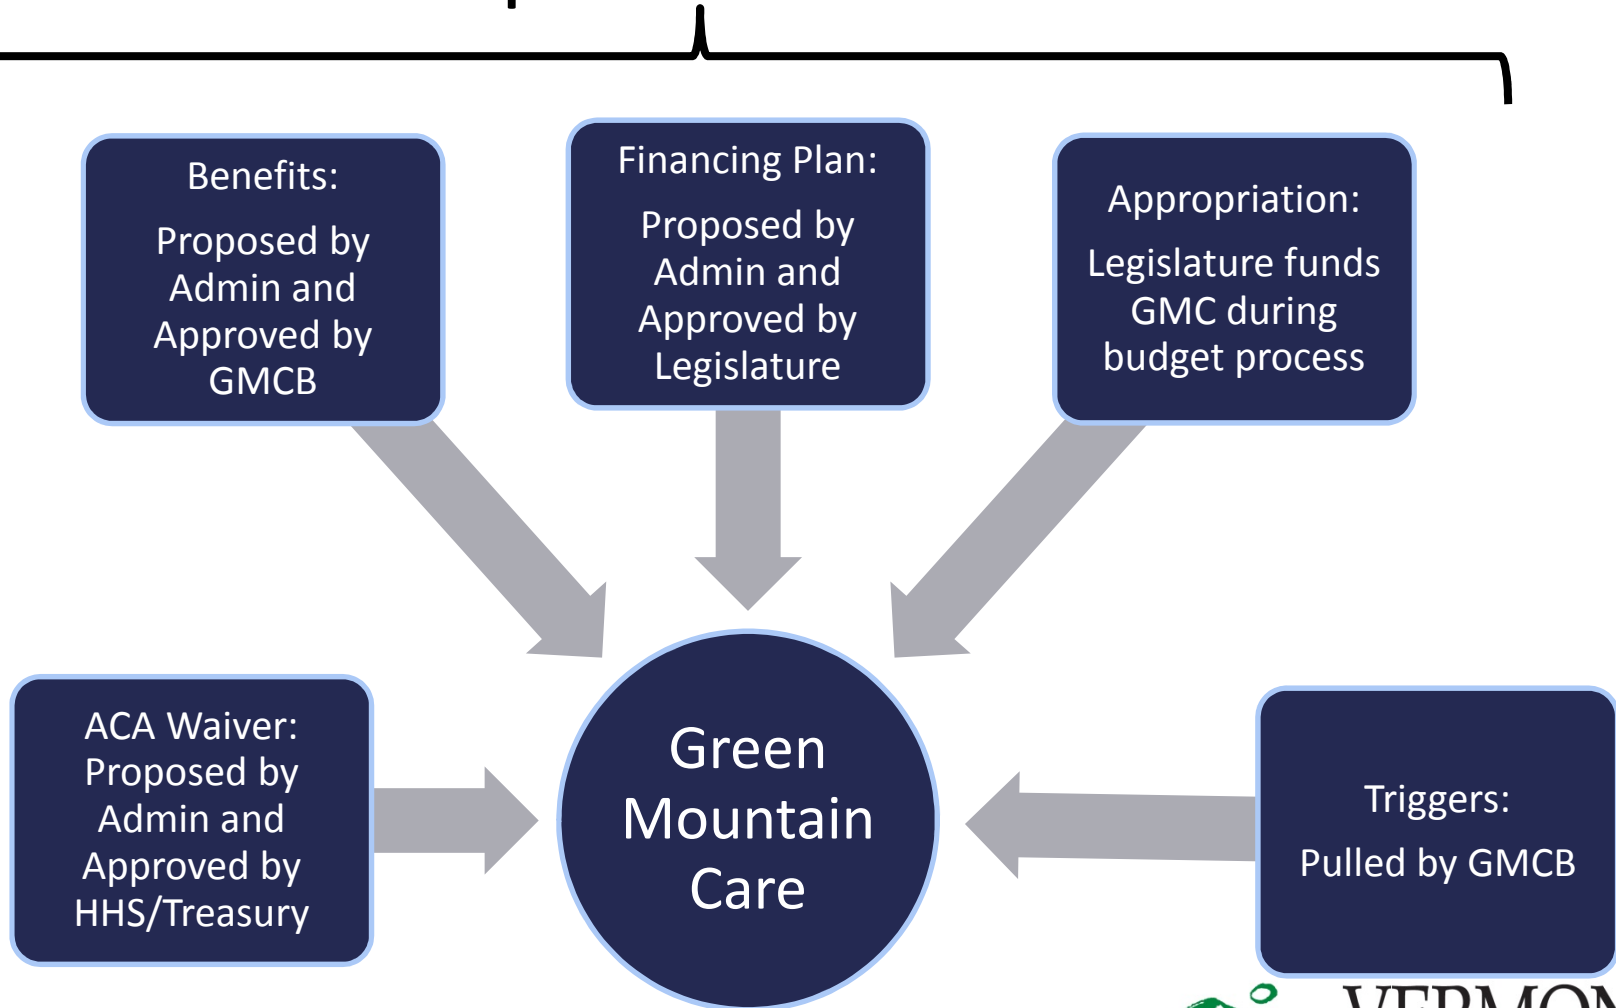 Benefits:
Proposed by
Admin and
Approved by
GMCB
Financing Plan:
Proposed by
Admin and
Approved by
Legislature
Appropriation:
Legislature funds
GMC during
budget process
ACA Waiver:
Proposed by
Admin and
Approved by
HHS/Treasury
Green
Mountain
Care
Triggers:
Pulled by GMCB